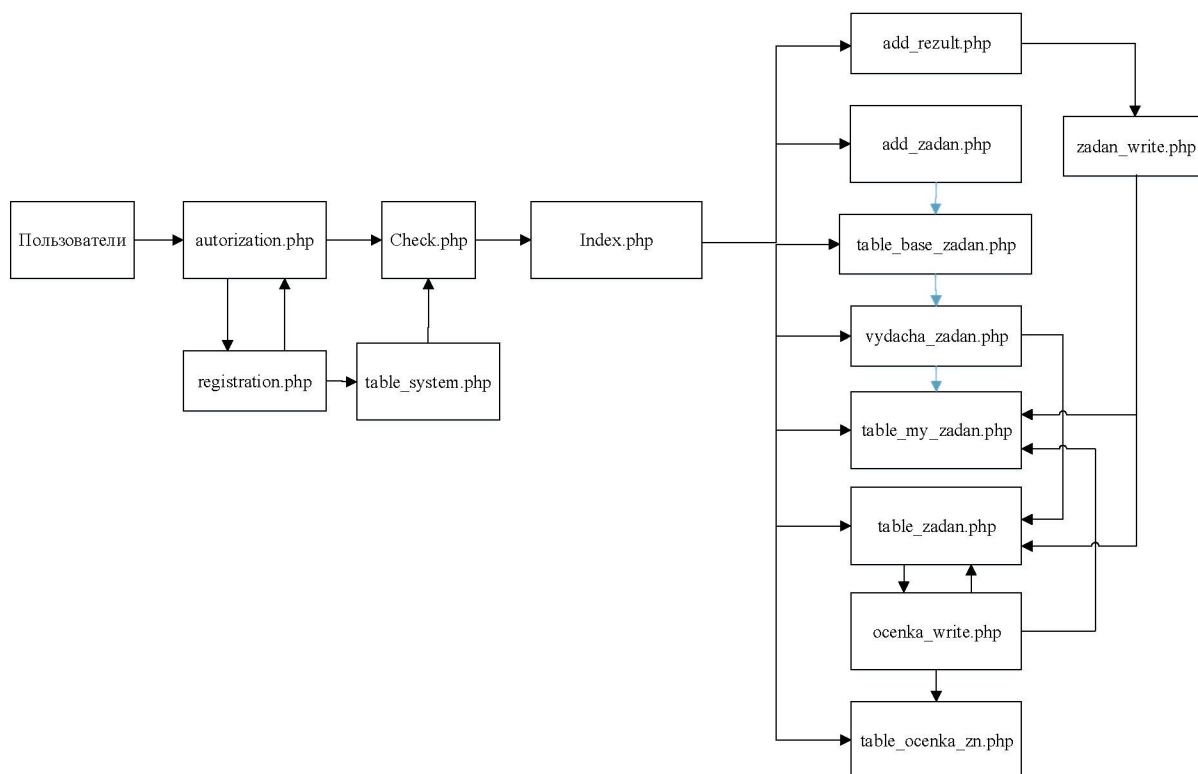 add_rezult.php
add_zadan.php
zadan_write.php
Пользователи
autorization.php
Check.php
Index.php
table_base_zadan.php
vydacha_zadan.php
registration.php
table_system.php
table_my_zadan.php
table_zadan.php
ocenka_write.php
table_ocenka_zn.php